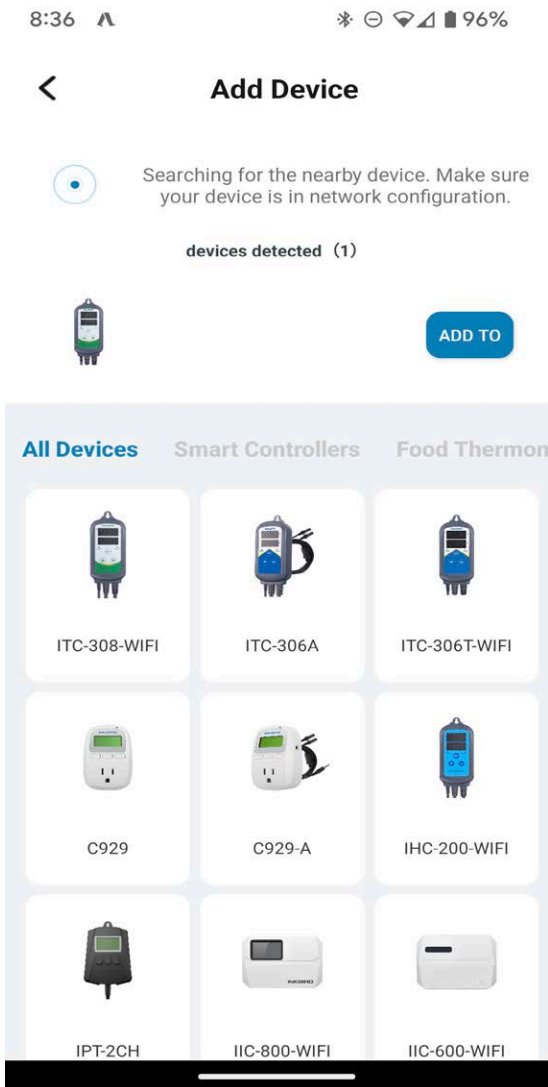 8:36
96%
Add Device
Searching for the nearby device. Make sure
your device is in network configuration.
devices detected（1）
ADD TO
All Devices Smart Controllers Food Thermon
ITC-308-WIFI ITC-306A ITC-306T-WIFI
C929 C929-A IHC-200-WIFI
INKBIRD
IPT-2CH IIC-800-WIFI IIC-600-WIFI